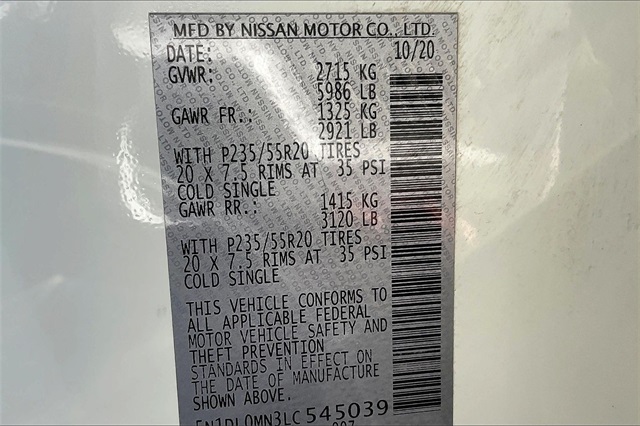 MFD BY NISSAN MOTOR CO., LTD.
DATE: 10/20
GVWR: 2715 KG
5986 LB
GAWR FR.: 1325 KG
2921 LB
WITH P235/55R20 TIRES
20 X 7.5 RIMS AT 35 PSI
COLD SINGLE
GAWR RR.: 1415 KG
3120 LB
WITH P235/55R20 TIRES
20 X 7.5 RIMS AT 35 PSI
COLD SINGLE
THIS VEHICLE CONFORMS TO
ALL APPLICABLE FEDERAL
MOTOR VEHICLE SAFETY AND
THEFT PREVENTION
STANDARDS IN EFFECT ON
THE DATE OF MANUFACTURE
SHOWN ABOVE.
5N1DL0MN3LC545039